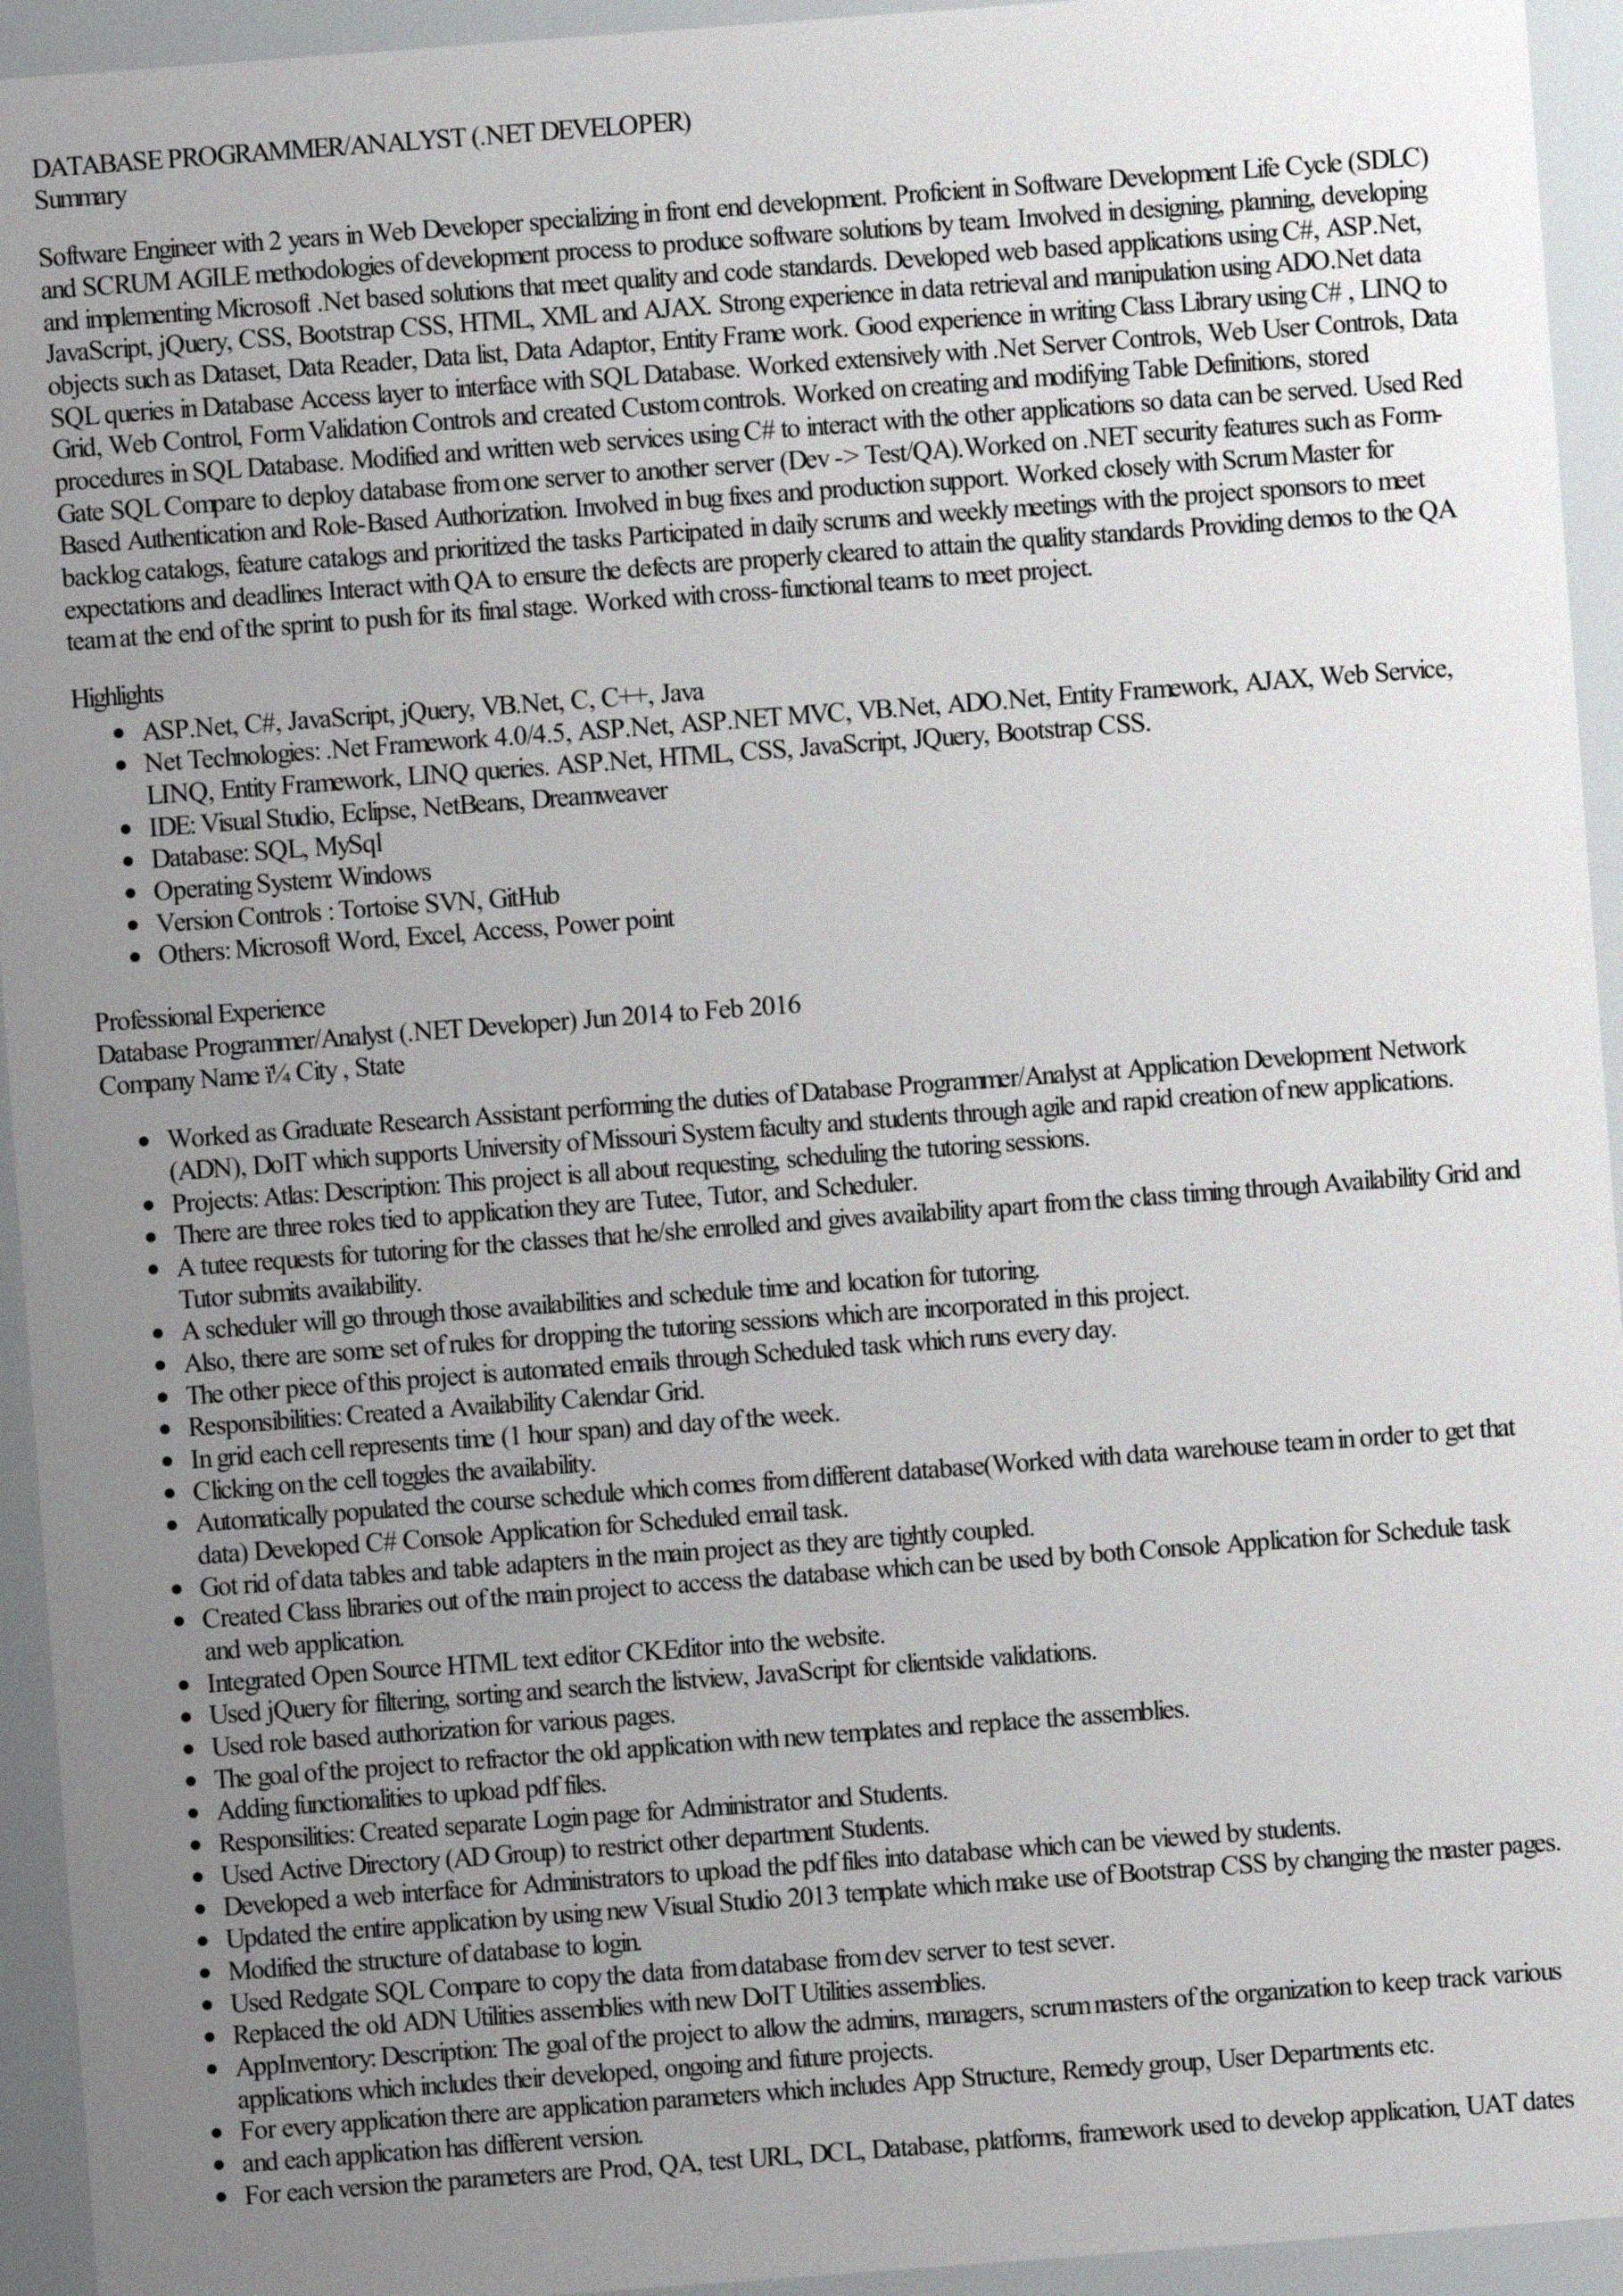 DATABASE PROGRAMMER/ANALYST (.NET DEVELOPER)
Summary
Software Engineer with 2 years in Web Developer specializing in front end development. Proficient in Software Development Life Cycle (SDLC)
and SCRUM AGILE methodologies of development process to produce software solutions by team. Involved in designing, planning, developing
and implementing Microsoft .Net based solutions that meet quality and code standards. Developed web based applications using C#, ASP.Net,
JavaScript, jQuery, CSS, Bootstrap CSS, HTML, XML and AJAX. Strong experience in data retrieval and manipulation using ADO.Net data
objects such as Dataset, Data Reader, Data list, Data Adaptor, Entity Frame work. Good experience in writing Class Library using C# , LINQ to
SQL queries in Database Access layer to interface with SQL Database. Worked extensively with .Net Server Controls, Web User Controls, Data
Grid, Web Control, Form Validation Controls and created Custom controls. Worked on creating and modifying Table Definitions, stored
procedures in SQL Database. Modified and written web services using C# to interact with the other applications so data can be served. Used Red
Gate SQL Compare to deploy database from one server to another server (Dev -> Test/QA).Worked on .NET security features such as Form-
Based Authentication and Role-Based Authorization. Involved in bug fixes and production support. Worked closely with Scrum Master for
backlog catalogs, feature catalogs and prioritized the tasks Participated in daily scrums and weekly meetings with the project sponsors to meet
expectations and deadlines Interact with QA to ensure the defects are properly cleared to attain the quality standards Providing demos to the QA
team at the end of the sprint to push for its final stage. Worked with cross-functional teams to meet project.
Highlights
• ASP.Net, C#, JavaScript, jQuery, VB.Net, C, C++, Java
• Net Technologies: .Net Framework 4.0/4.5, ASP.Net, ASP.NET MVC, VB.Net, ADO.Net, Entity Framework, AJAX, Web Service,
LINQ, Entity Framework, LINQ queries. ASP.Net, HTML, CSS, JavaScript, JQuery, Bootstrap CSS.
• IDE: Visual Studio, Eclipse, NetBeans, Dreamweaver
• Database: SQL, MySql
• Operating System: Windows
• Version Controls : Tortoise SVN, GitHub
• Others: Microsoft Word, Excel, Access, Power point
Professional Experience
Database Programmer/Analyst (.NET Developer) Jun 2014 to Feb 2016
Company Name ï¼ City , State
• Worked as Graduate Research Assistant performing the duties of Database Programmer/Analyst at Application Development Network
(ADN), DoIT which supports University of Missouri System faculty and students through agile and rapid creation of new applications.
• Projects: Atlas: Description: This project is all about requesting, scheduling the tutoring sessions.
• There are three roles tied to application they are Tutee, Tutor, and Scheduler.
• A tutee requests for tutoring for the classes that he/she enrolled and gives availability apart from the class timing through Availability Grid and
Tutor submits availability.
• A scheduler will go through those availabilities and schedule time and location for tutoring.
• Also, there are some set of rules for dropping the tutoring sessions which are incorporated in this project.
• The other piece of this project is automated emails through Scheduled task which runs every day.
• Responsibilities: Created a Availability Calendar Grid.
• In grid each cell represents time (1 hour span) and day of the week.
• Clicking on the cell toggles the availability.
• Automatically populated the course schedule which comes from different database(Worked with data warehouse team in order to get that
data) Developed C# Console Application for Scheduled email task.
• Got rid of data tables and table adapters in the main project as they are tightly coupled.
• Created Class libraries out of the main project to access the database which can be used by both Console Application for Schedule task
and web application.
• Integrated Open Source HTML text editor CKEditor into the website.
• Used jQuery for filtering, sorting and search the listview, JavaScript for clientside validations.
• Used role based authorization for various pages.
• The goal of the project to refractor the old application with new templates and replace the assemblies.
• Adding functionalities to upload pdf files.
• Responsilities: Created separate Login page for Administrator and Students.
• Used Active Directory (AD Group) to restrict other department Students.
• Developed a web interface for Administrators to upload the pdf files into database which can be viewed by students.
• Updated the entire application by using new Visual Studio 2013 template which make use of Bootstrap CSS by changing the master pages.
• Modified the structure of database to login.
• Used Redgate SQL Compare to copy the data from database from dev server to test sever.
• Replaced the old ADN Utilities assemblies with new DoIT Utilities assemblies.
• AppInventory: Description: The goal of the project to allow the admins, managers, scrum masters of the organization to keep track various
applications which includes their developed, ongoing and future projects.
• For every application there are application parameters which includes App Structure, Remedy group, User Departments etc.
• and each application has different version.
• For each version the parameters are Prod, QA, test URL, DCL, Database, platforms, framework used to develop application, UAT dates